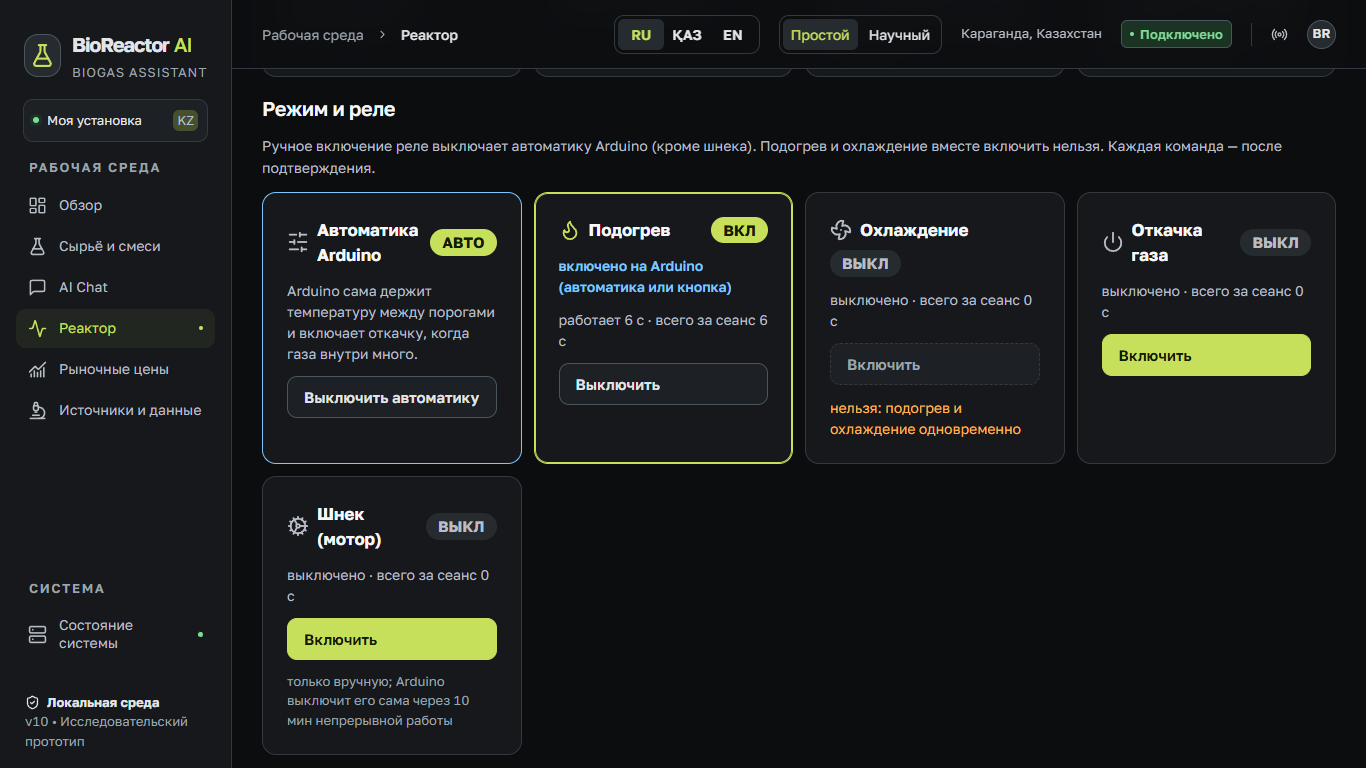 BioReactor AI
BIOGAS ASSISTANT
Моя установка KZ
РАБОЧАЯ СРЕДА
Обзор
Сырьё и смеси
AI Chat
Реактор
Рыночные цены
Источники и данные
СИСТЕМА
Состояние
системы
Локальная среда
v10 • Исследовательский
прототип
Рабочая среда > Реактор
RU ҚАЗ EN
Простой Научный
Караганда, Казахстан
• Подключено
BR
Режим и реле
Ручное включение реле выключает автоматику Arduino (кроме шнека). Подогрев и охлаждение вместе включить нельзя. Каждая команда — после
подтверждения.
Автоматика
Arduino
АВТО
Arduino сама держит
температуру между порогами
и включает откачку, когда
газа внутри много.
Выключить автоматику
Подогрев ВКЛ
включено на Arduino
(автоматика или кнопка)
работает 6 с · всего за сеанс 6
с
Выключить
Охлаждение
ВЫКЛ
выключено · всего за сеанс 0
с
Включить
нельзя: подогрев и
охлаждение одновременно
Откачка
газа
ВЫКЛ
выключено · всего за сеанс 0
с
Включить
Шнек
(мотор)
ВЫКЛ
выключено · всего за сеанс 0
с
Включить
только вручную; Arduino
выключит его сама через 10
мин непрерывной работы